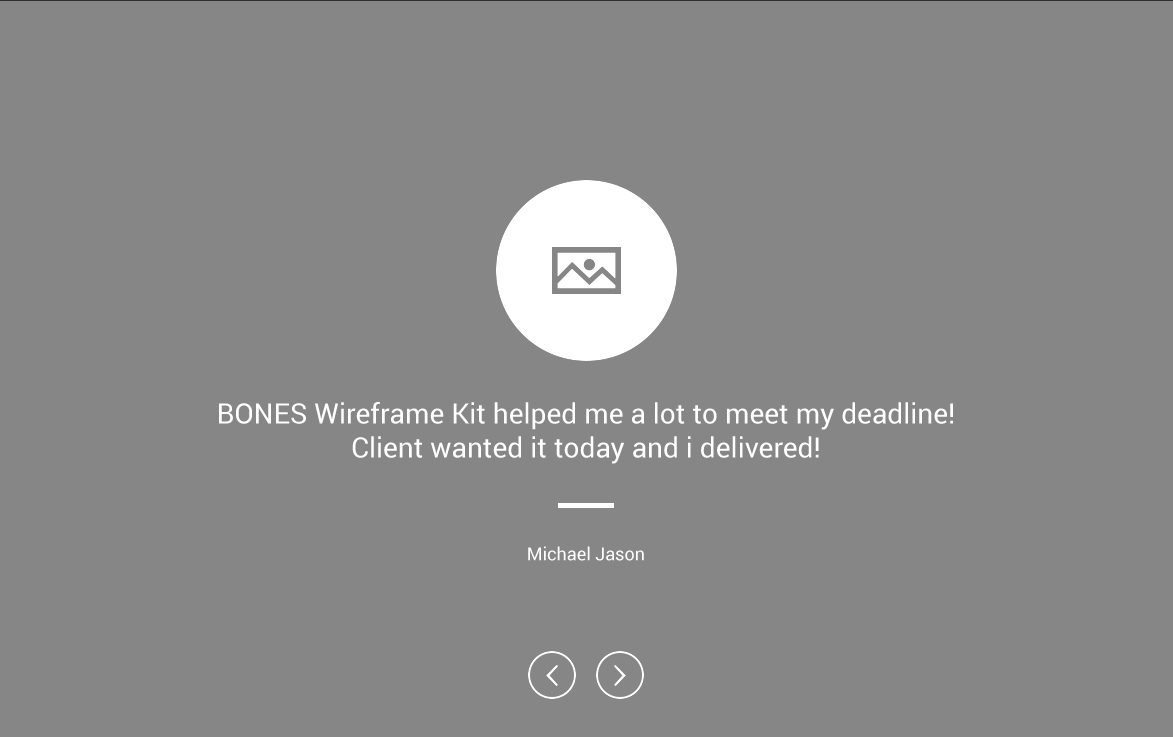 BONES Wireframe Kit helped me a lot to meet my deadline!
Client wanted it today and i delivered!
Michael Jason